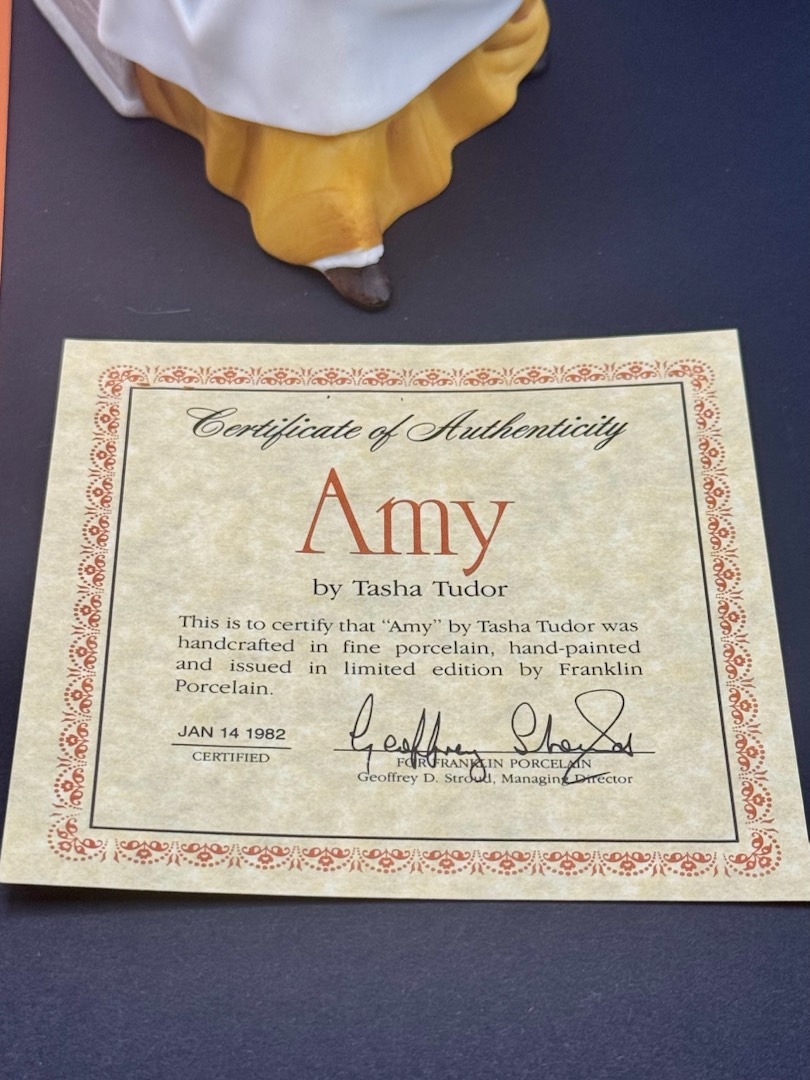 Certificate of Authenticity
Amy
by Tasha Tudor
This is to certify that “Amy” by Tasha Tudor was
handcrafted in fine porcelain, hand-painted
and issued in limited edition by Franklin
Porcelain.
JAN 14 1982
CERTIFIED
Geoffrey Stroud
FOR FRANKLIN PORCELAIN
Geoffrey D. Stroud, Managing Director